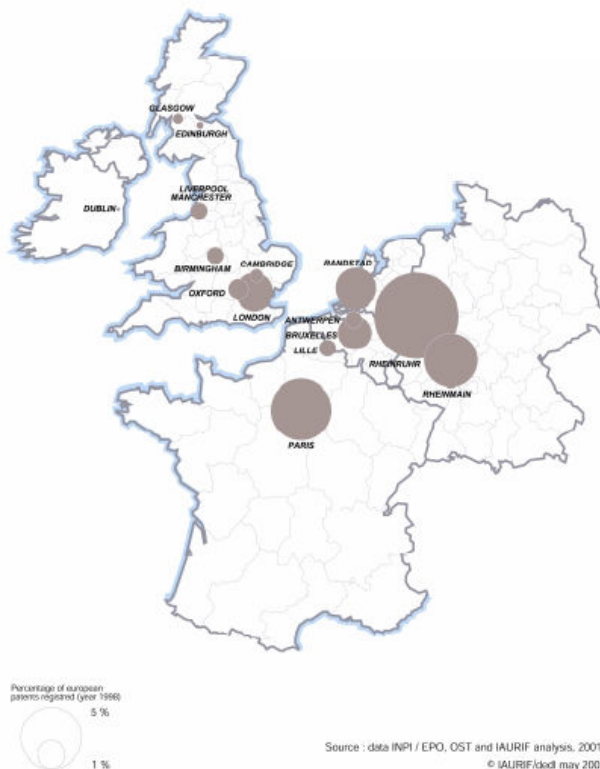 GLASGOW
EDINBURGH
LIVERPOOL
MANCHESTER
DUBLIN
BIRMINGHAM
CAMBRIDGE
OXFORD
LONDON
RANDSTAD
ANTWERPEN
BRUXELLES
LILLE
RHEINRUHR
RHEINMAIN
PARIS
Percentage of european
patents registred (year 1998)
5 %
1 %
Source : data INPI / EPO, OST and IAURIF analysis, 2001
© IAURIF/dedl may 200